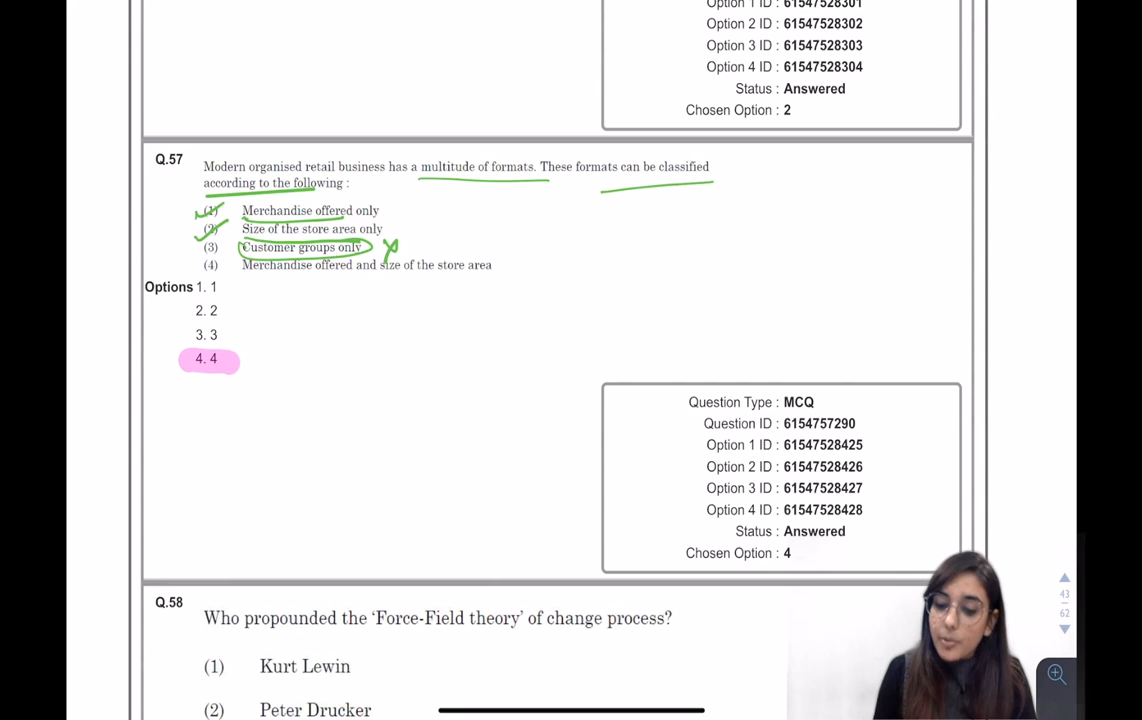 Option 1 ID : 61547528301
Option 2 ID : 61547528302
Option 3 ID : 61547528303
Option 4 ID : 61547528304
Status : Answered
Chosen Option : 2
Q.57
Modern organised retail business has a multitude of formats. These formats can be classified
according to the following :
(1) Merchandise offered only
(2) Size of the store area only
(3) Customer groups only
(4) Merchandise offered and size of the store area
Options 1. 1
2. 2
3. 3
4. 4
Question Type : MCQ
Question ID : 6154757290
Option 1 ID : 61547528425
Option 2 ID : 61547528426
Option 3 ID : 61547528427
Option 4 ID : 61547528428
Status : Answered
Chosen Option : 4
Q.58
Who propounded the ‘Force-Field theory’ of change process?
(1) Kurt Lewin
(2) Peter Drucker
43
62